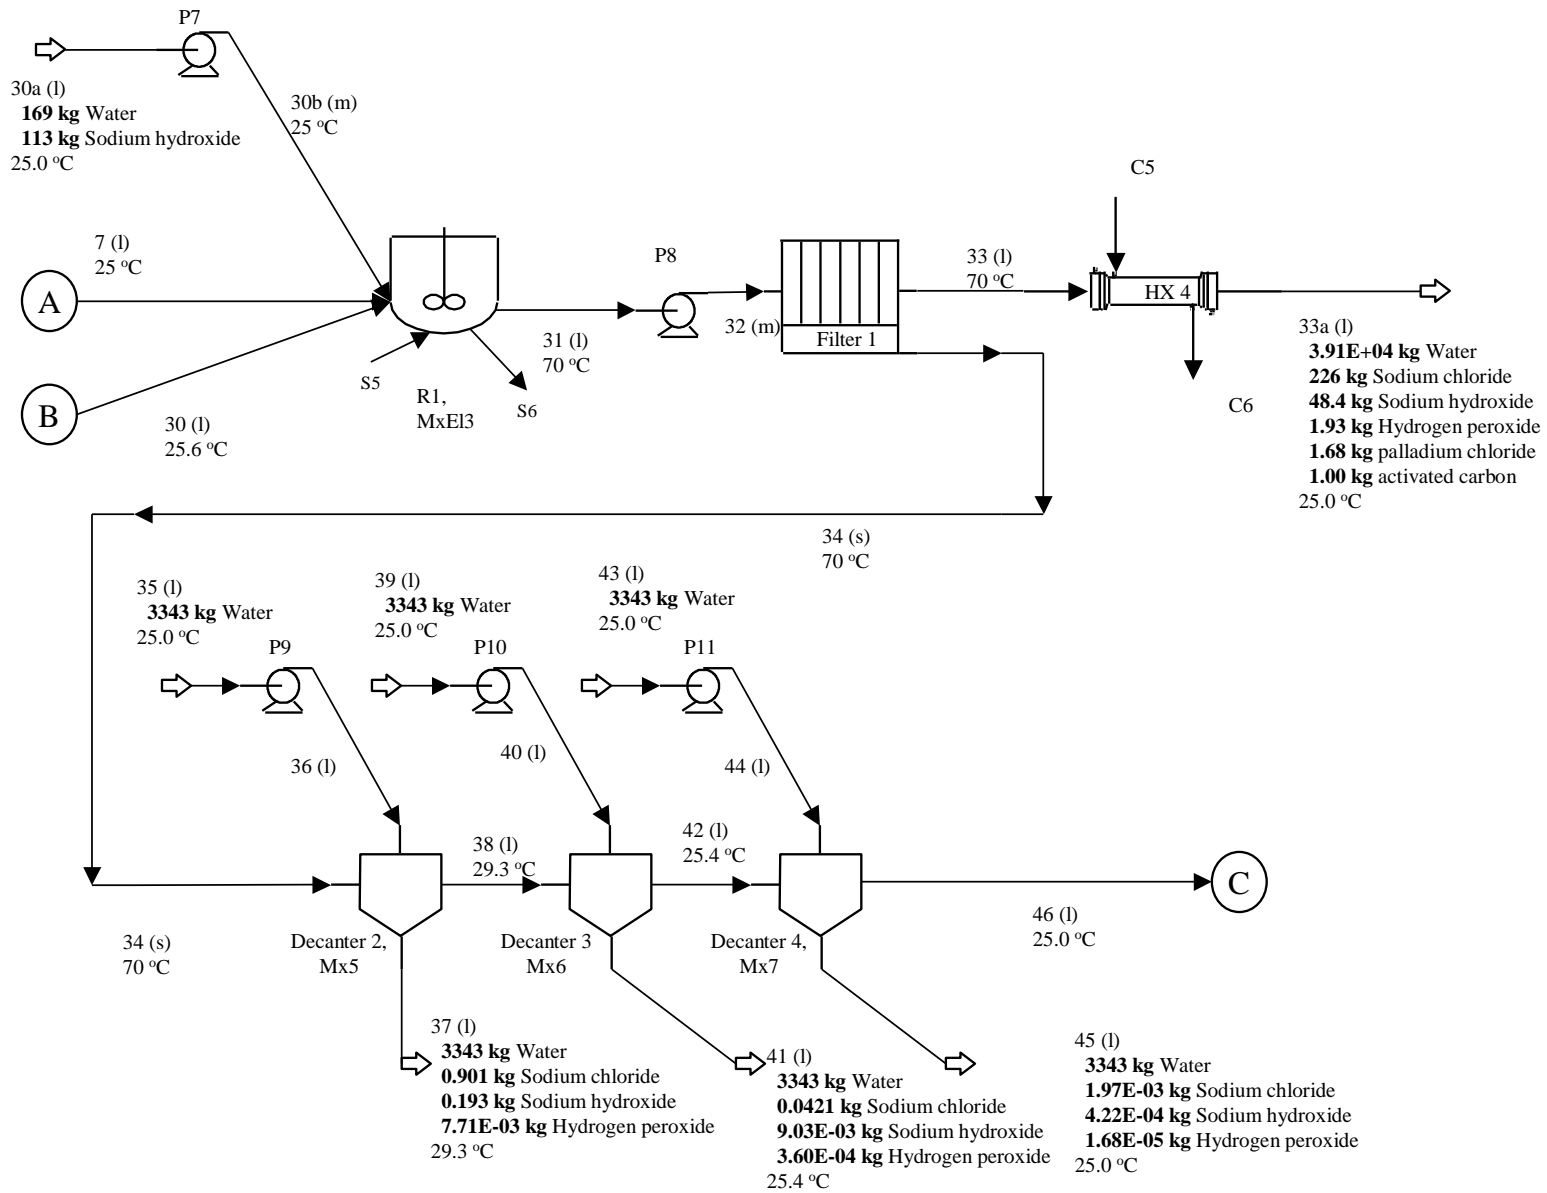 P7
30a (l)
169 kg Water
113 kg Sodium hydroxide
25.0 °C
30b (m)
25 °C
C5
7 (l)
25 °C
A
P8
33 (l)
70 °C
HX 4
Filter 1
32 (m)
31 (l)
70 °C
S5
R1,
MxEl3
S6
B
30 (l)
25.6 °C
C6
33a (l)
3.91E+04 kg Water
226 kg Sodium chloride
48.4 kg Sodium hydroxide
1.93 kg Hydrogen peroxide
1.68 kg palladium chloride
1.00 kg activated carbon
25.0 °C
34 (s)
70 °C
35 (l)
3343 kg Water
25.0 °C
39 (l)
3343 kg Water
25.0 °C
43 (l)
3343 kg Water
25.0 °C
P9
P10
P11
36 (l)
40 (l)
44 (l)
38 (l)
29.3 °C
42 (l)
25.4 °C
C
46 (l)
25.0 °C
34 (s)
70 °C
Decanter 2,
Mx5
Decanter 3
Mx6
Decanter 4,
Mx7
37 (l)
3343 kg Water
0.901 kg Sodium chloride
0.193 kg Sodium hydroxide
7.71E-03 kg Hydrogen peroxide
29.3 °C
41 (l)
3343 kg Water
0.0421 kg Sodium chloride
9.03E-03 kg Sodium hydroxide
3.60E-04 kg Hydrogen peroxide
25.4 °C
45 (l)
3343 kg Water
1.97E-03 kg Sodium chloride
4.22E-04 kg Sodium hydroxide
1.68E-05 kg Hydrogen peroxide
25.0 °C